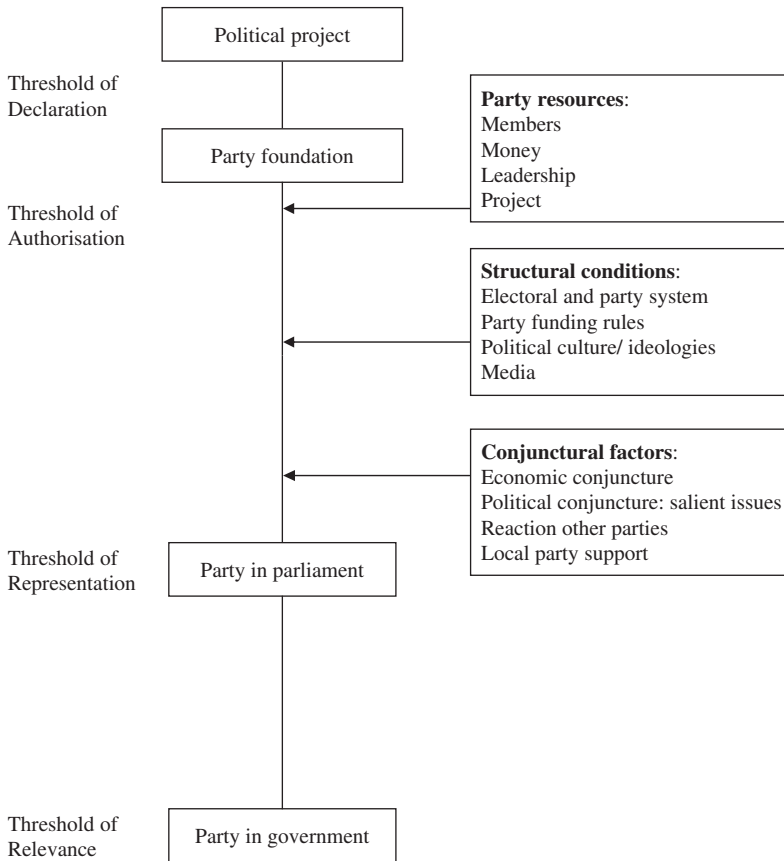 Political project
Threshold of
Declaration
Party resources:
Members
Money
Leadership
Project
Party foundation
Threshold of
Authorisation
Structural conditions:
Electoral and party system
Party funding rules
Political culture/ ideologies
Media
Conjunctural factors:
Economic conjuncture
Political conjuncture: salient issues
Reaction other parties
Local party support
Threshold of
Representation
Party in parliament
Threshold of
Relevance
Party in government